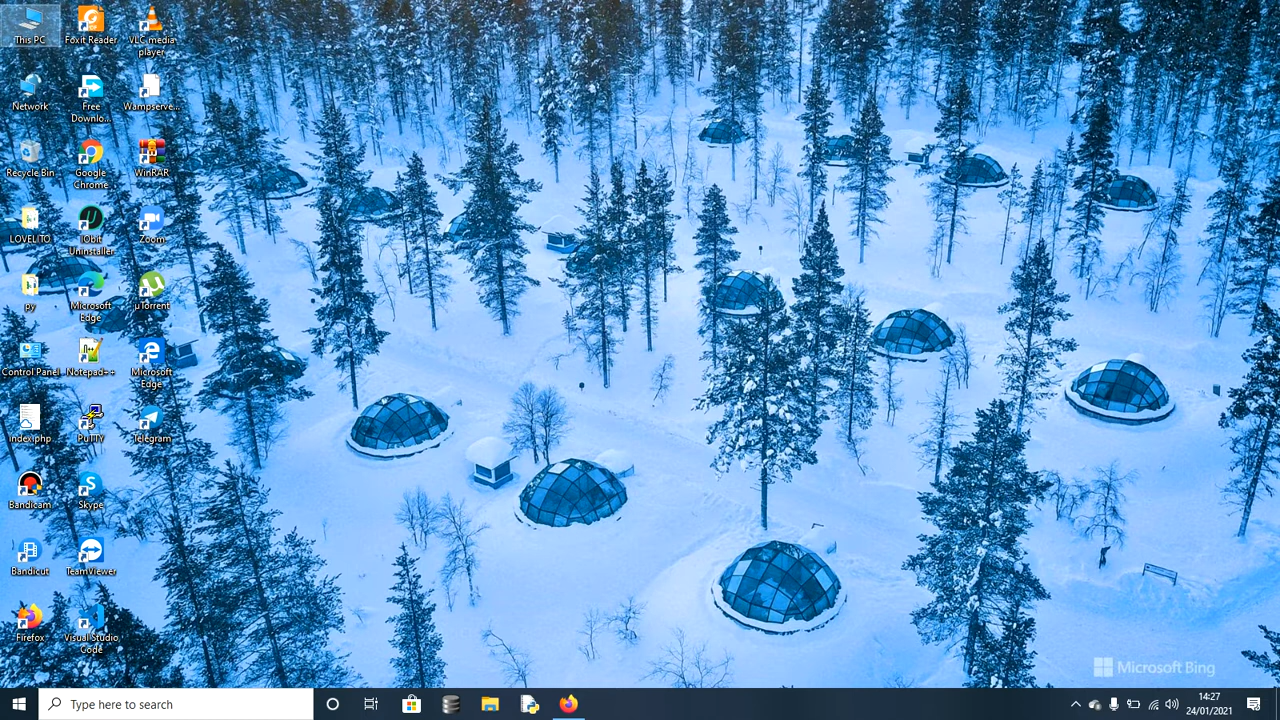 This PC
Foxit Reader
VLC media
player
Network
Free
Downlo...
Wampserve...
Recycle Bin
Google
Chrome
WinRAR
LOVELITO
IObit
Uninstaller
Zoom
py
Microsoft
Edge
uTorrent
Control Panel
Notepad++
Microsoft
Edge
index.php
PuTTY
Telegram
Bandicam
Skype
Bandicut
TeamViewer
Firefox
Visual Studio
Code
Microsoft Bing
Type here to search
14:27
24/01/2021